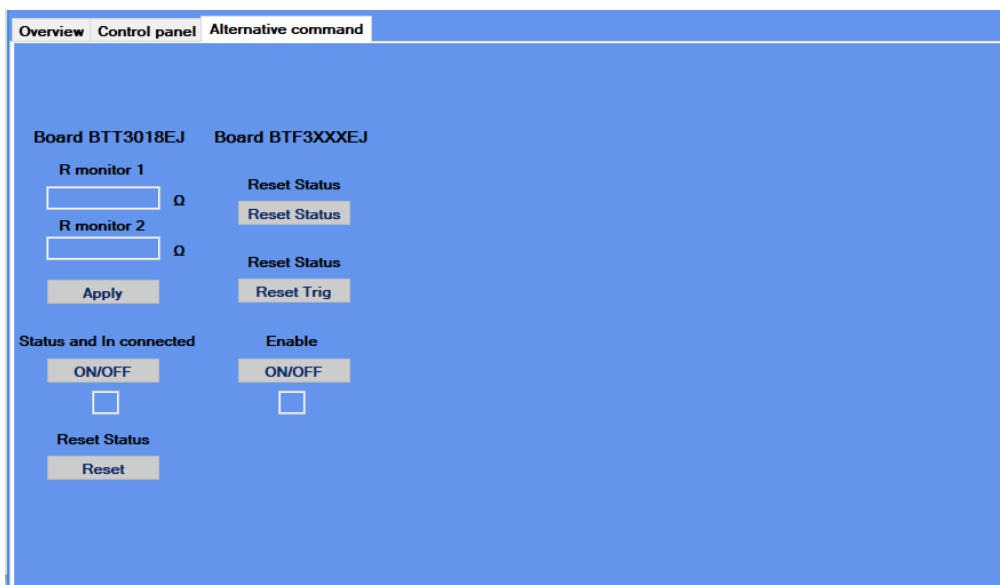 Overview Control panel Alternative command
Board BTT3018EJ
R monitor 1
Ω
R monitor 2
Ω
Apply
Status and In connected
ON/OFF
Reset Status
Reset
Board BTF3XXXEJ
Reset Status
Reset Status
Reset Status
Reset Trig
Enable
ON/OFF